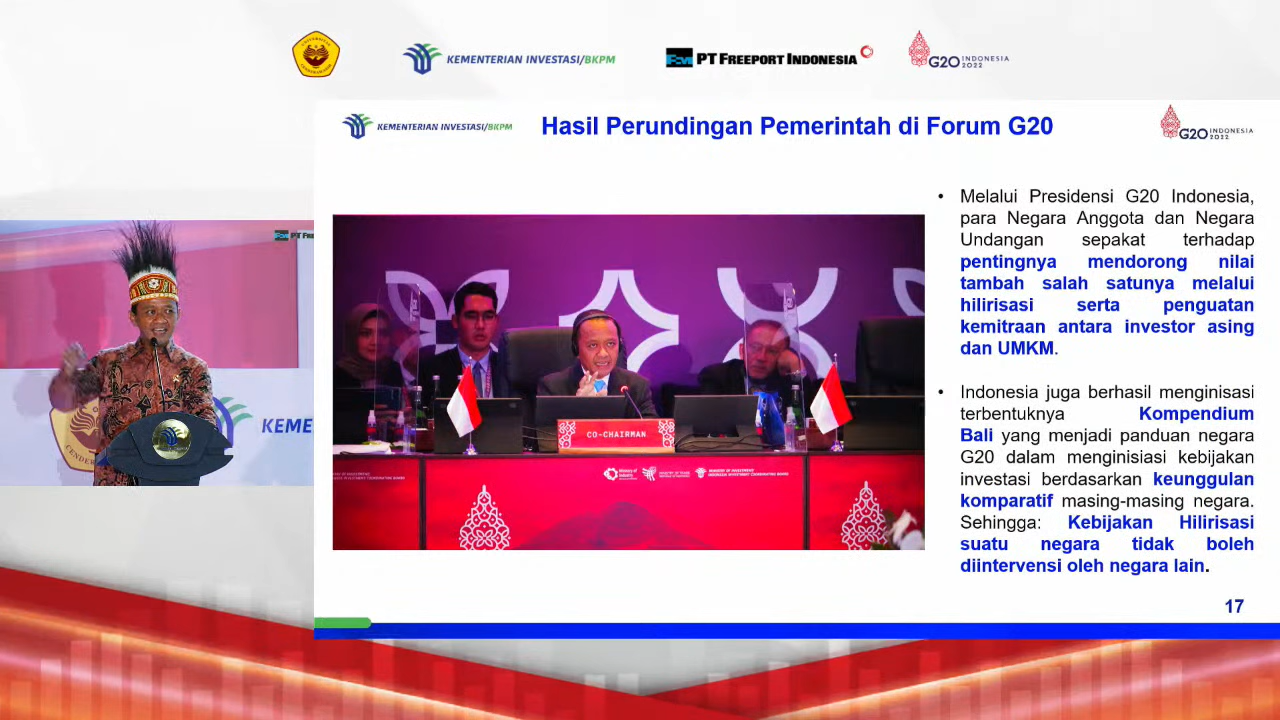 KEMENTERIAN INVESTASI/BKPM
PT FREEPORT INDONESIA
G20 INDONESIA
2022
KEMENTERIAN INVESTASI/BKPM
Hasil Perundingan Pemerintah di Forum G20
G20 INDONESIA
2022
• Melalui Presidensi G20 Indonesia,
para Negara Anggota dan Negara
Undangan sepakat terhadap
pentingnya mendorong nilai
tambah salah satunya melalui
hilirisasi serta penguatan
kemitraan antara investor asing
dan UMKM.
• Indonesia juga berhasil menginisasi
terbentuknya Kompendium
Bali yang menjadi panduan negara
G20 dalam menginisiasi kebijakan
investasi berdasarkan keunggulan
komparatif masing-masing negara.
Sehingga: Kebijakan Hilirisasi
suatu negara tidak boleh
diintervensi oleh negara lain.
CO-CHAIRMAN
KEME
17